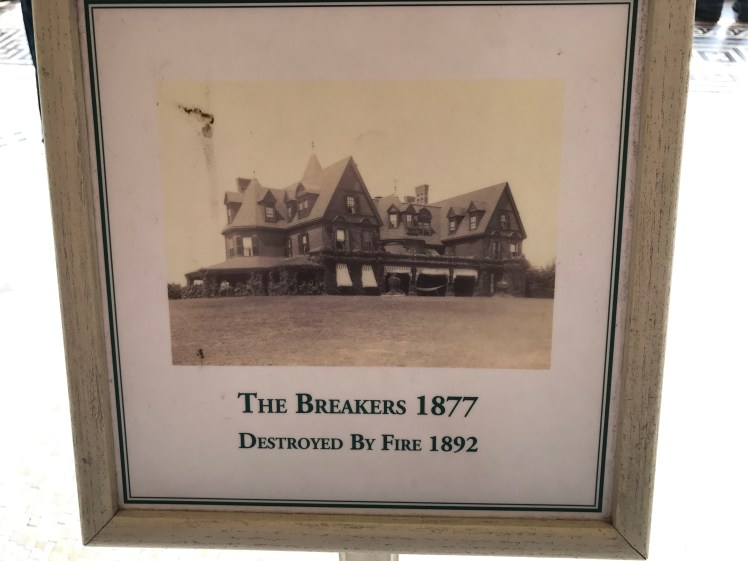 The Breakers 1877
Destroyed By Fire 1892